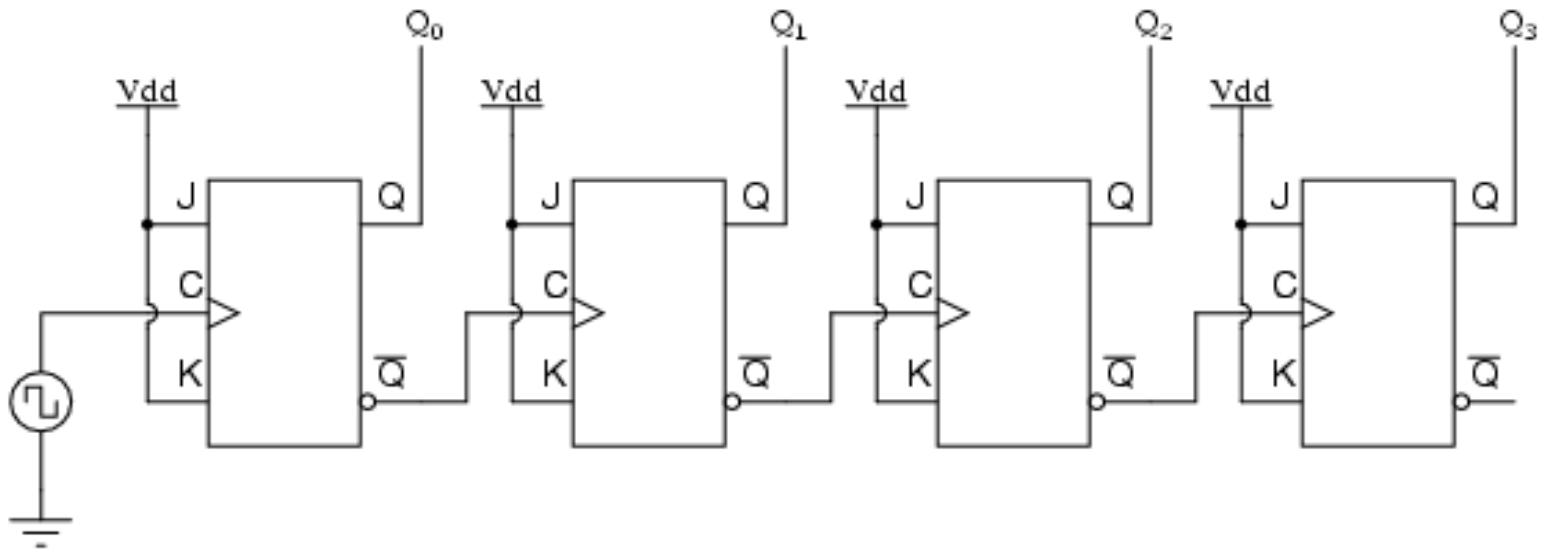 Q₀ Q₁ Q₂ Q₃
Vdd Vdd Vdd Vdd
J Q J Q J Q J Q
C C C C
K Q̅ K Q̅ K Q̅ K Q̅